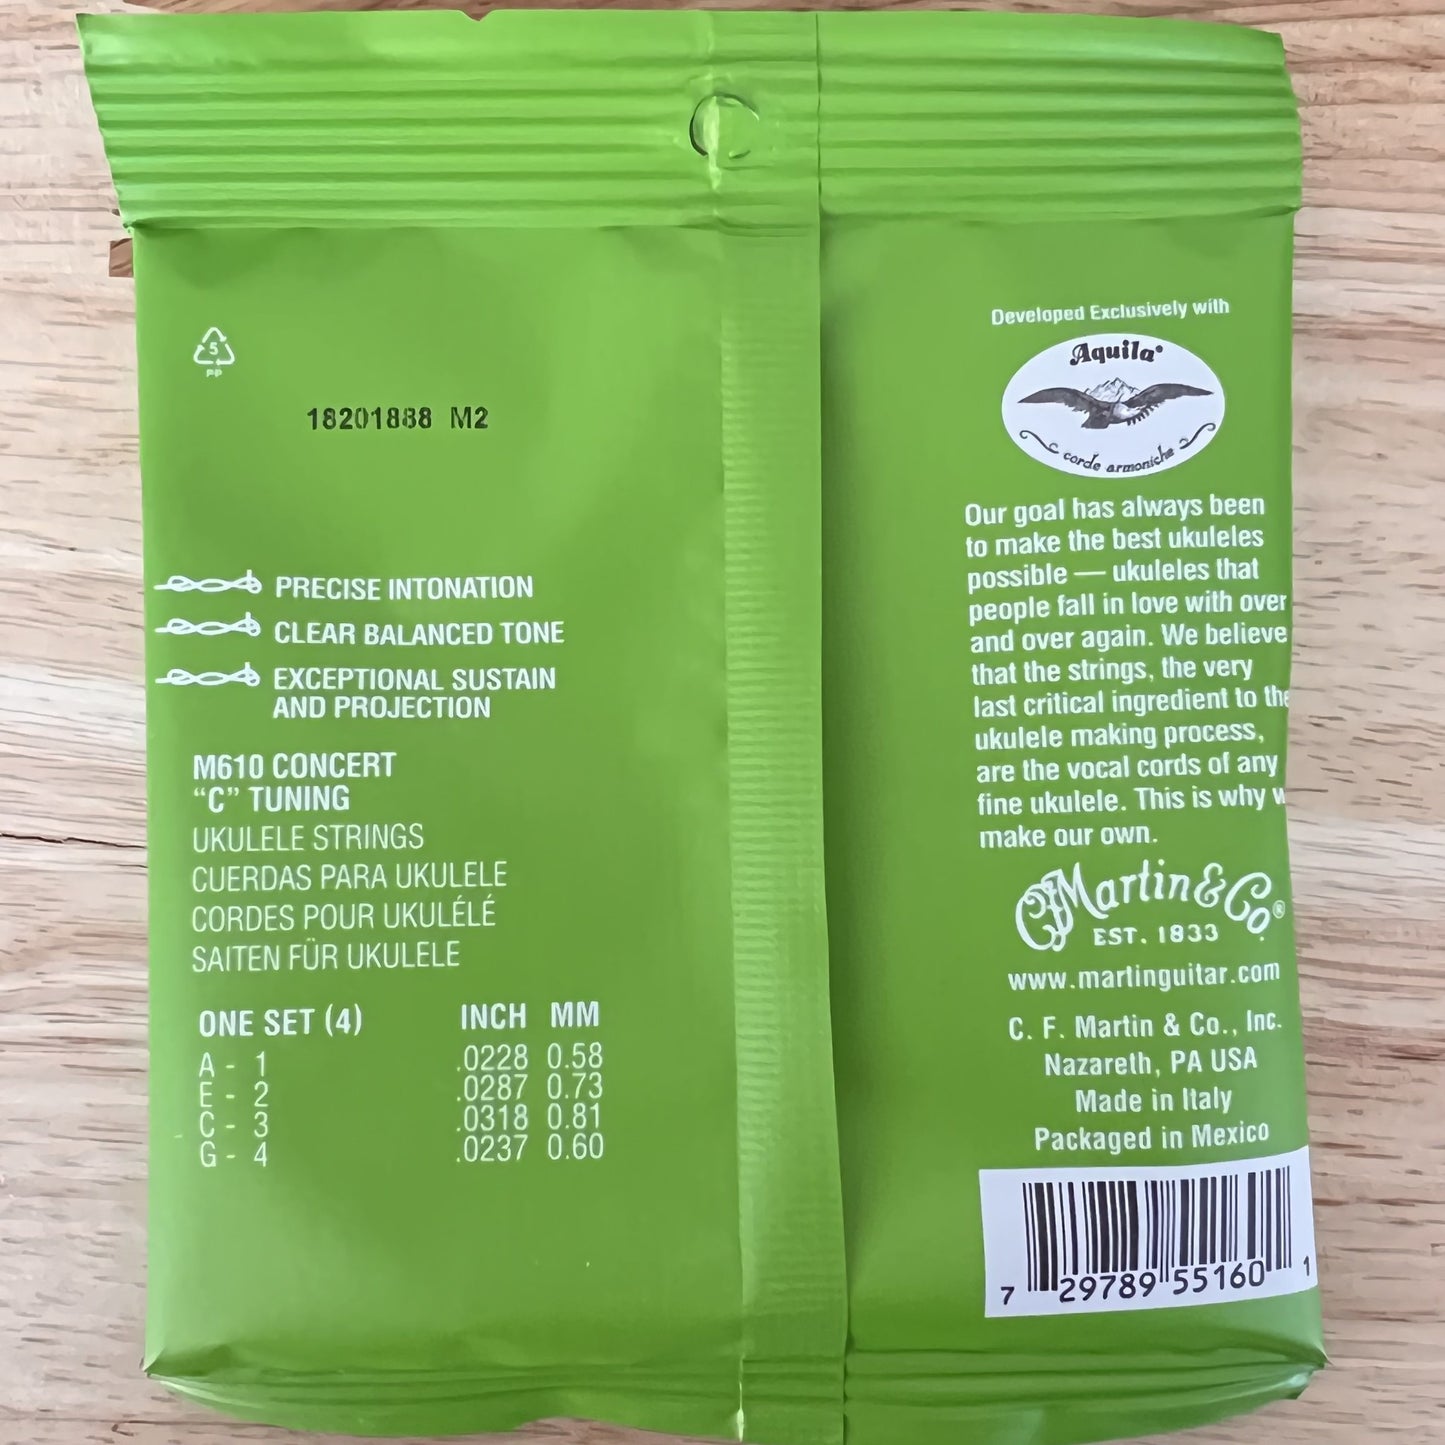 5
PP
18201888 M2
PRECISE INTONATION
CLEAR BALANCED TONE
EXCEPTIONAL SUSTAIN
AND PROJECTION
M610 CONCERT
“C” TUNING
UKULELE STRINGS
CUERDAS PARA UKULELE
CORDES POUR UKULÉLÉ
SAITEN FÜR UKULELE
ONE SET (4) INCH MM
A - 1 .0228 0.58
E - 2 .0287 0.73
C - 3 .0318 0.81
G - 4 .0237 0.60
Developed Exclusively with
Aquila®
corde armoniche
Our goal has always been
to make the best ukuleles
possible — ukuleles that
people fall in love with over
and over again. We believe
that the strings, the very
last critical ingredient to the
ukulele making process,
are the vocal cords of any
fine ukulele. This is why w
make our own.
CF Martin & Co.®
EST. 1833
www.martinguitar.com
C. F. Martin & Co., Inc.
Nazareth, PA USA
Made in Italy
Packaged in Mexico
7 29789 55160 1